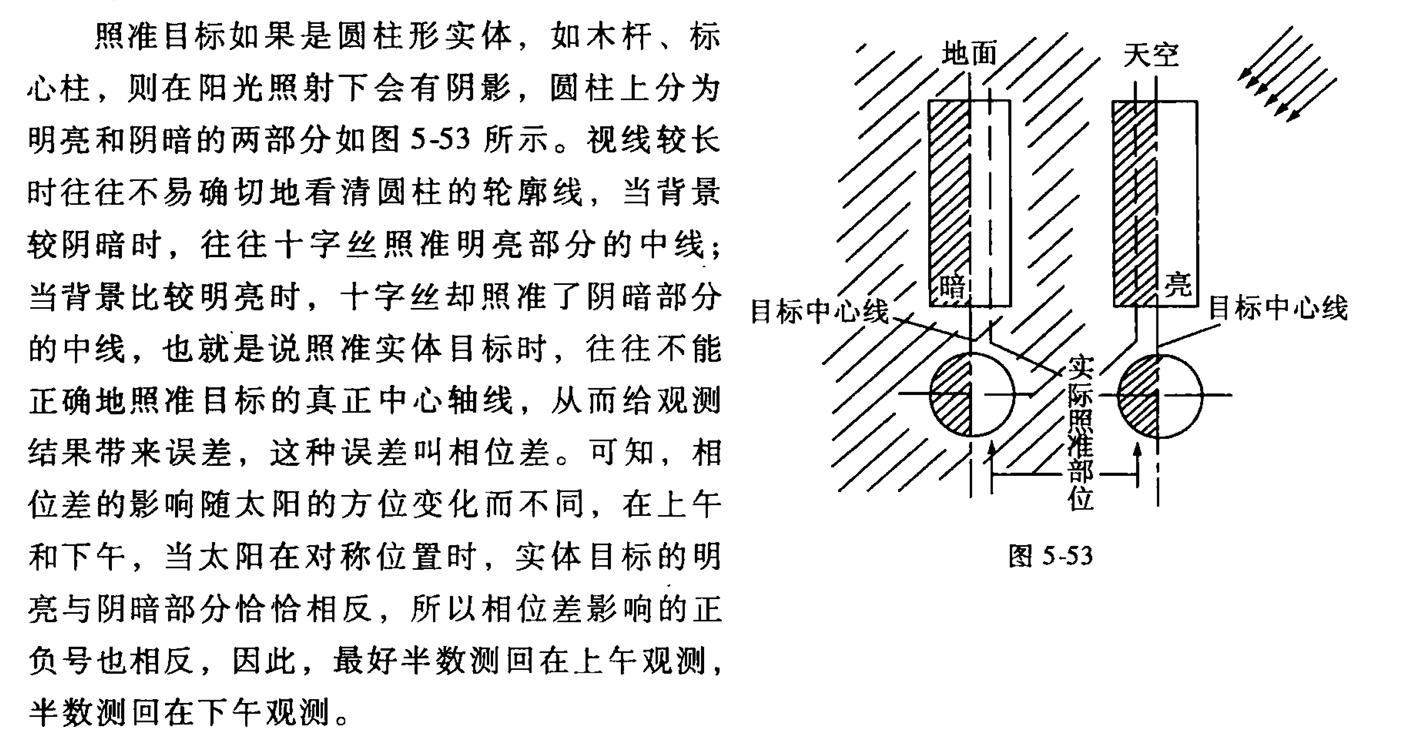 照准目标如果是圆柱形实体，如木杆、标
心柱，则在阳光照射下会有阴影，圆柱上分为
明亮和阴暗的两部分如图 5-53 所示。视线较长
时往往不易确切地看清圆柱的轮廓线，当背景
较阴暗时，往往十字丝照准明亮部分的中线；
当背景比较明亮时，十字丝却照准了阴暗部分
的中线，也就是说照准实体目标时，往往不能
正确地照准目标的真正中心轴线，从而给观测
结果带来误差，这种误差叫相位差。可知，相
位差的影响随太阳的方位变化而不同，在上午
和下午，当太阳在对称位置时，实体目标的明
亮与阴暗部分恰恰相反，所以相位差影响的正
负号也相反，因此，最好半数测回在上午观测，
半数测回在下午观测。
地面
天空
暗
亮
目标中心线
目标中心线
实际照准部位
图 5-53